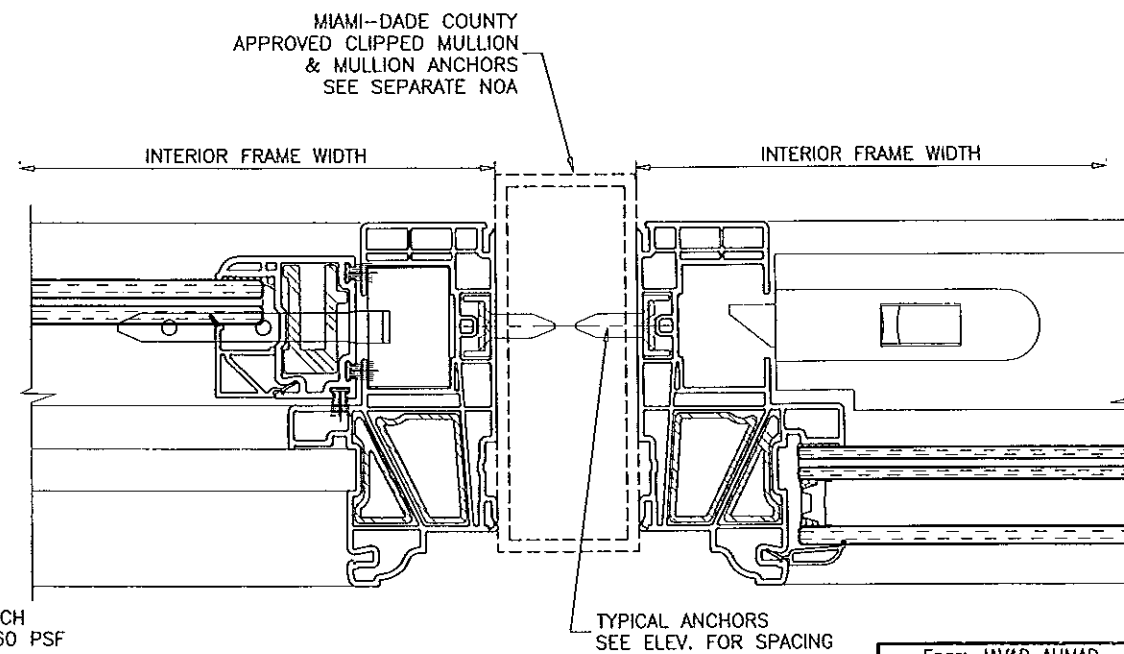 MIAMI-DADE COUNTY
APPROVED CLIPPED MULLION
& MULLION ANCHORS
SEE SEPARATE NOA
INTERIOR FRAME WIDTH
INTERIOR FRAME WIDTH
CH
60 PSF
TYPICAL ANCHORS
SEE ELEV. FOR SPACING